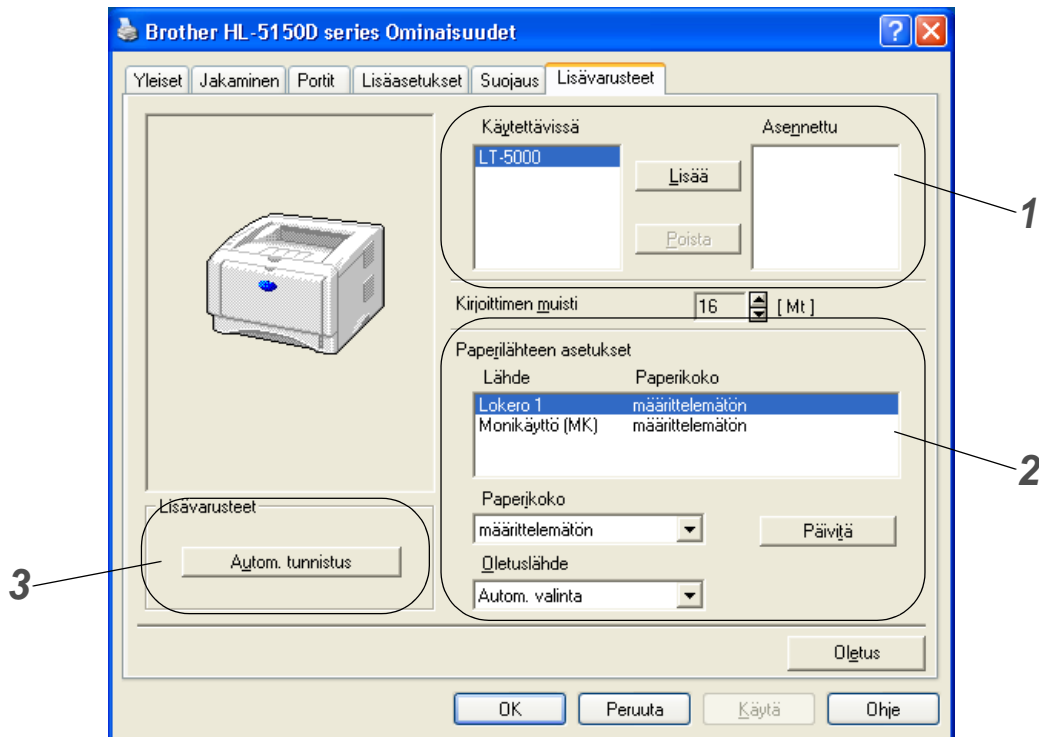 Brother HL-5150D series Ominaisuudet
Yleiset Jakaminen Portit Lisäasetukset Suojaus Lisävarusteet
Käytettävissä Asennettu
LT-5000
Lisää
1
Poista
Kirjoittimen muisti 16 [ Mt ]
Paperilähteen asetukset
Lähde Paperikoko
Lokero 1 määrittelemätön
Monikäyttö (MK) määrittelemätön
2
Paperikoko
määrittelemätön Päivitä
Oletuslähde
Autom. valinta
Lisävarusteet
Autom. tunnistus
3
Oletus
OK Peruuta Käytä Ohje